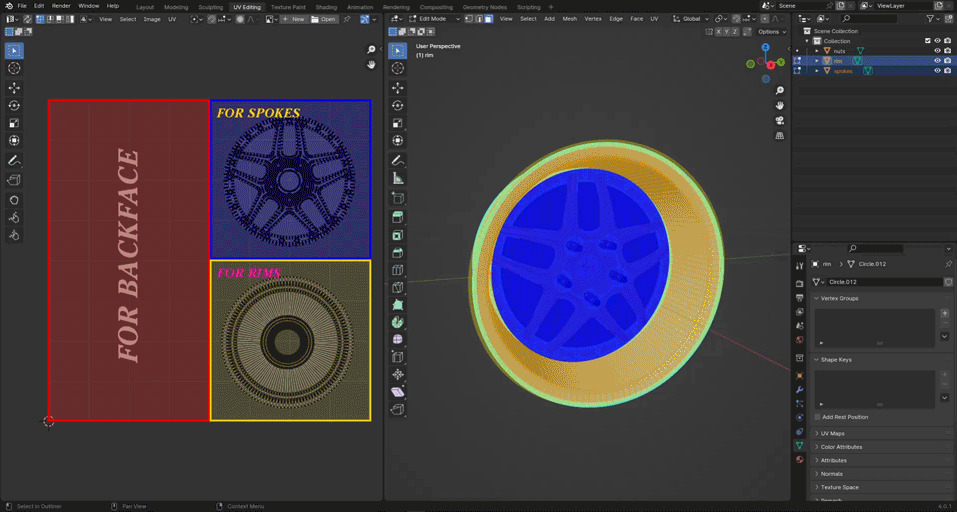 File Edit Render Window Help Layout Modeling Sculpting UV Editing Texture Paint Shading Animation Rendering Compositing Geometry Nodes Scripting + Scene ViewLayer
View Select Image UV New Open
Edit Mode View Select Add Mesh Vertex Edge Face UV Global
X Y Z Options
User Perspective
(1) rim
Scene Collection
Collection
nuts
rim
spokes
FOR BACKFACE
FOR SPOKES
FOR RIMS
Z
Y
X
rim Circle.012
Circle.012
Vertex Groups
Shape Keys
Add Rest Position
UV Maps
Color Attributes
Attributes
Normals
Texture Space
Select in Outliner Pan View Context Menu 4.0.1